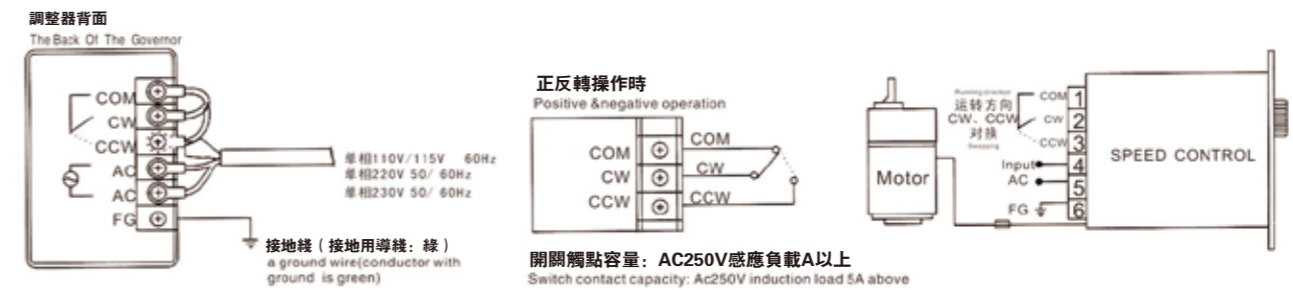 調整器背面
The Back Of The Governor
COM
CW
CCW
AC
AC
FG
單相110V/115V 60Hz
單相220V 50/ 60Hz
單相230V 50/ 60Hz
接地綫（接地用導綫：綠）
a ground wire(conductor with
ground is green)
正反轉操作時
Positive &negative operation
COM
CW
CCW
COM
CW
CCW
開關觸點容量：AC250V感應負載A以上
Switch contact capacity: Ac250V induction load 5A above
Motor
Running direction
运转方向
CW、CCW
对换
Swapping
COM 1
CW 2
CCW 3
Input 4
AC 5
FG 6
SPEED CONTROL